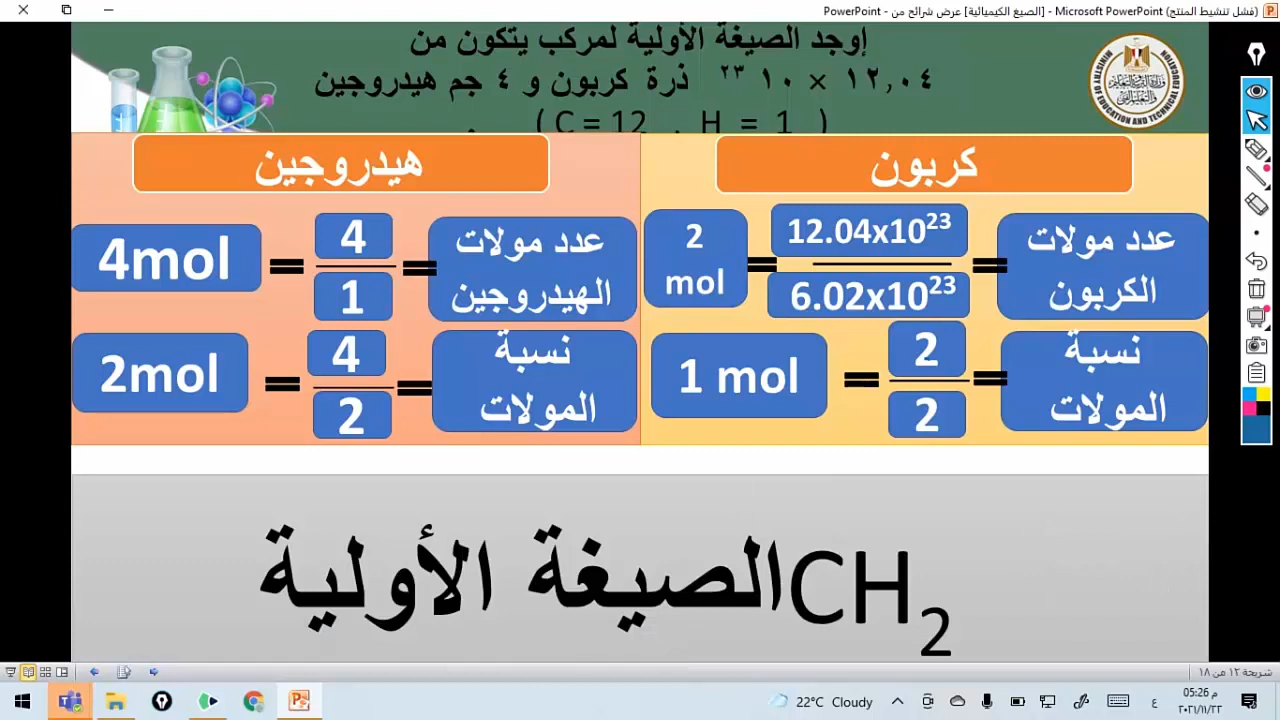 PowerPoint - [الصيغ الكيميائية] عرض شرائح من - Microsoft PowerPoint (فشل تنشيط المنتج)
إوجد الصيغة الأولية لمركب يتكون من
١٢,٠٤ × ١٠ ٢٣ ذرة كربون و ٤ جم هيدروجين
( C = 12 , H = 1 ) .
كربون
عدد مولات الكربون = 12.04x10²³ / 6.02x10²³ = 2 mol
نسبة المولات = 2 / 2 = 1 mol
هيدروجين
عدد مولات الهيدروجين = 4 / 1 = 4mol
نسبة المولات = 4 / 2 = 2mol
CH₂ الصيغة الأولية
شريحة ١٢ من ١٨
22°C Cloudy
ع
05:26 م
٢٠٢١/١١/٢٢